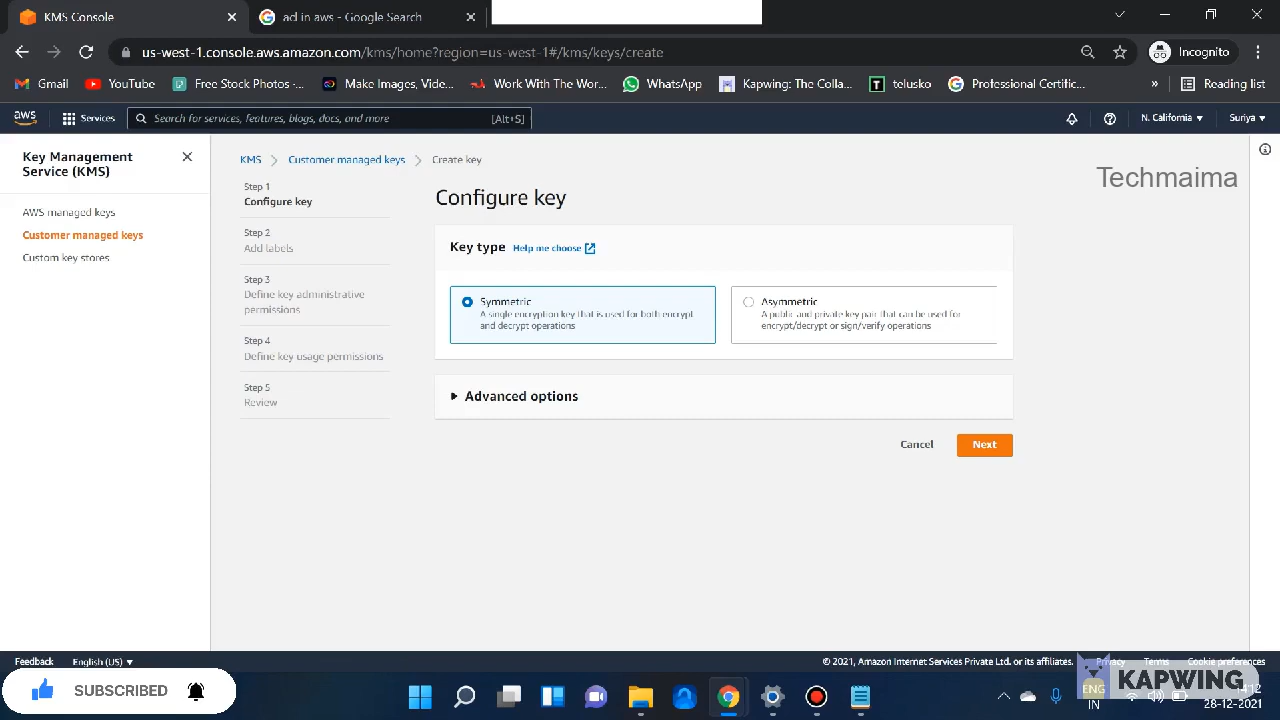 KMS Console
ad in aws - Google Search
us-west-1.console.aws.amazon.com/kms/home?region=us-west-1#/kms/keys/create
Incognito
Gmail
YouTube
Free Stock Photos -...
Make Images, Vide...
Work With The Wor...
WhatsApp
Kapwing: The Colla...
telusko
Professional Certific...
»
Reading list
aws
Services
Search for services, features, blogs, docs, and more
[Alt+S]
N. California ▼
Suriya ▼
Key Management
Service (KMS)
AWS managed keys
Customer managed keys
Custom key stores
KMS
Customer managed keys
Create key
Techmaima
Step 1
Configure key
Step 2
Add labels
Step 3
Define key administrative
permissions
Step 4
Define key usage permissions
Step 5
Review
Configure key
Key type
Help me choose
Symmetric
A single encryption key that is used for both encrypt
and decrypt operations
Asymmetric
A public and private key pair that can be used for
encrypt/decrypt or sign/verify operations
Advanced options
Cancel
Next
Feedback
English (US) ▼
© 2021, Amazon Internet Services Private Ltd. or its affiliates.
Privacy
Terms
Cookie preferences
SUBSCRIBED
ENG
IN
KAPWING
14:12
28-12-2021